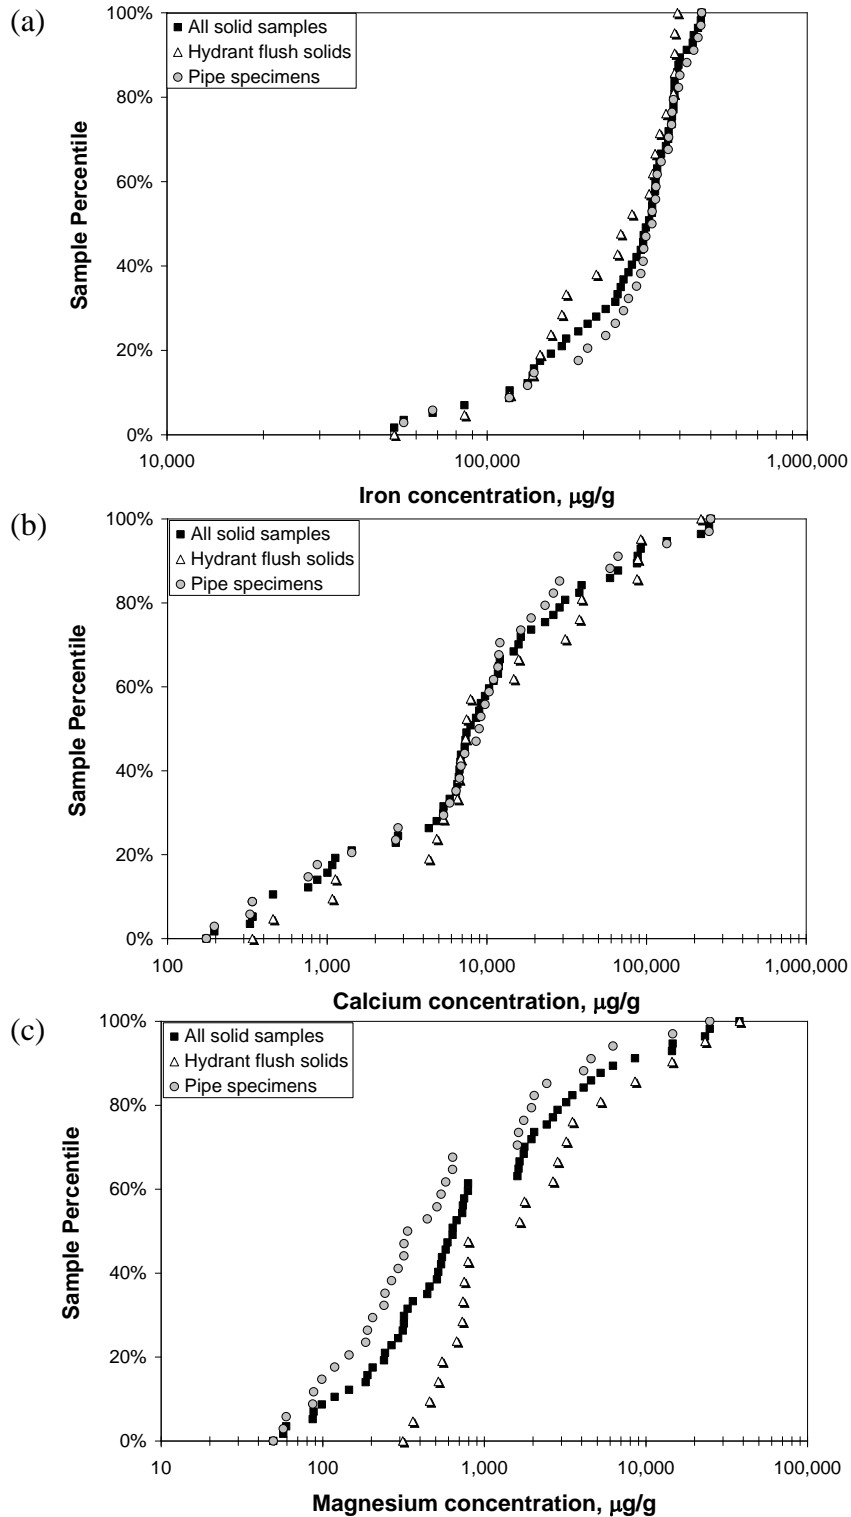 (a)
100%
80%
60%
40%
20%
0%
Sample Percentile
All solid samples
Hydrant flush solids
Pipe specimens
10,000 100,000 1,000,000
Iron concentration, μg/g
(b)
100%
80%
60%
40%
20%
0%
Sample Percentile
All solid samples
Hydrant flush solids
Pipe specimens
100 1,000 10,000 100,000 1,000,000
Calcium concentration, μg/g
(c)
100%
80%
60%
40%
20%
0%
Sample Percentile
All solid samples
Hydrant flush solids
Pipe specimens
10 100 1,000 10,000 100,000
Magnesium concentration, μg/g